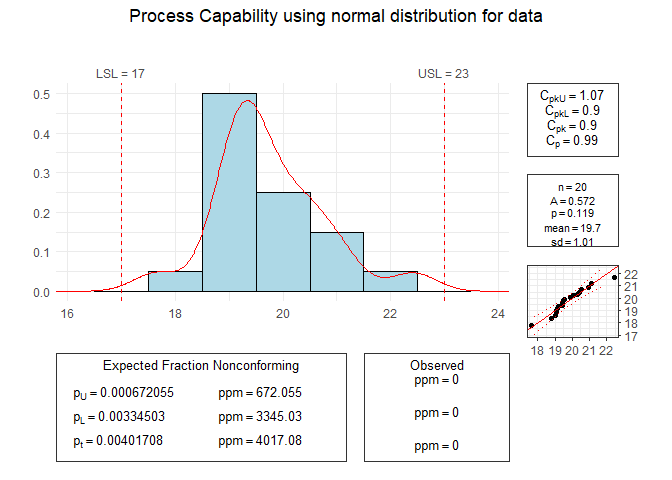 Process Capability using normal distribution for data
LSL = 17
USL = 23
0.5
0.4
0.3
0.2
0.1
0.0
16 18 20 22 24
CpkU = 1.07
CpkL = 0.9
Cpk = 0.9
Cp = 0.99
n = 20
A = 0.572
p = 0.119
mean = 19.7
sd = 1.01
22
21
20
19
18
17
18 19 20 21 22
Expected Fraction Nonconforming
pU = 0.000672055 ppm = 672.055
pL = 0.00334503 ppm = 3345.03
pt = 0.00401708 ppm = 4017.08
Observed
ppm = 0
ppm = 0
ppm = 0